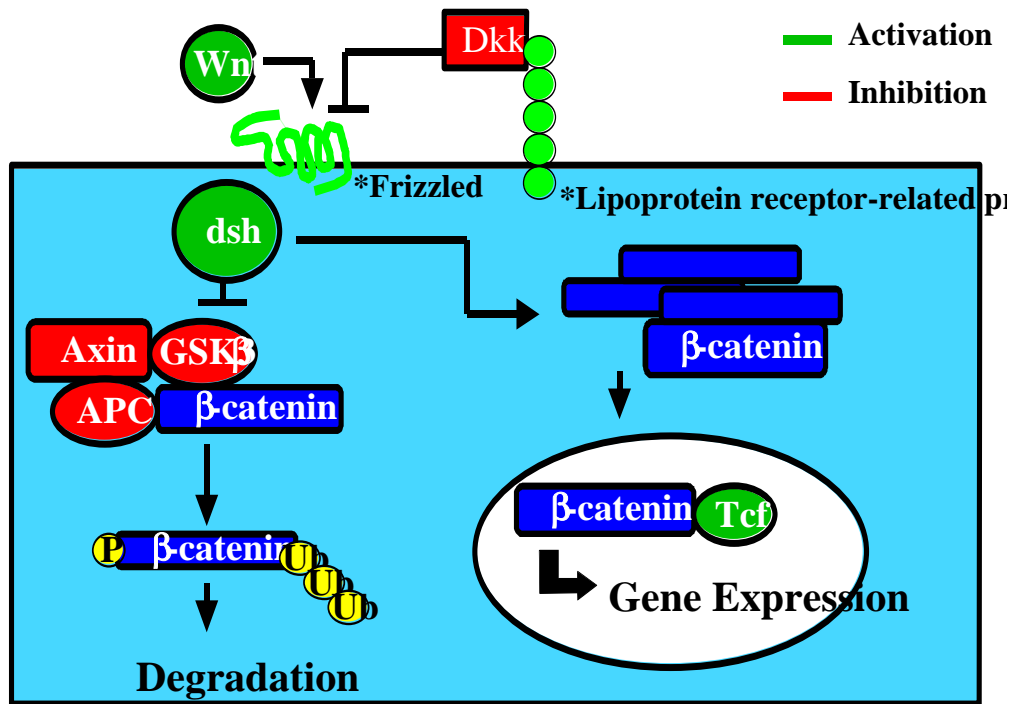 Wn
Dkk
Activation
Inhibition
*Frizzled
*Lipoprotein receptor-related pr
dsh
Axin
GSK3β
APC
β-catenin
β-catenin
P
β-catenin
Ub
Ub
Ub
Degradation
β-catenin
Tcf
Gene Expression